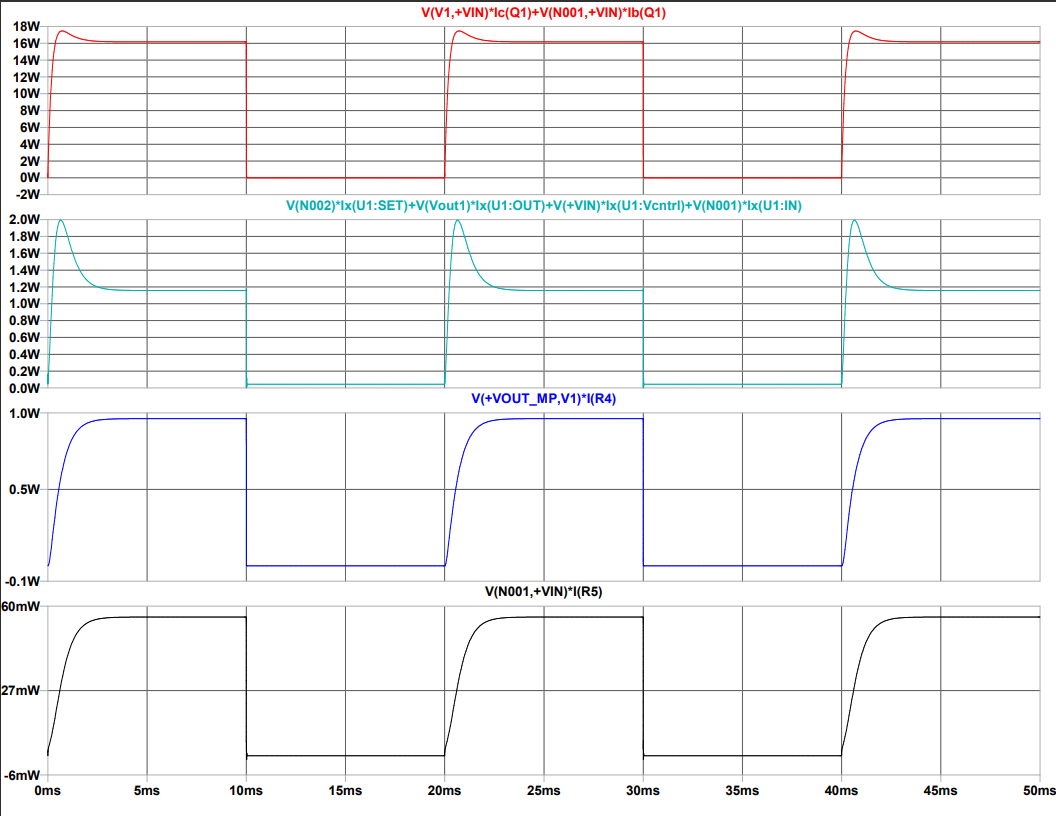 V(V1,+VIN)*Ic(Q1)+V(N001,+VIN)*Ib(Q1)
18W
16W
14W
12W
10W
8W
6W
4W
2W
0W
-2W
V(N002)*Ix(U1:SET)+V(Vout1)*Ix(U1:OUT)+V(+VIN)*Ix(U1:Vcntrl)+V(N001)*Ix(U1:IN)
2.0W
1.8W
1.6W
1.4W
1.2W
1.0W
0.8W
0.6W
0.4W
0.2W
0.0W
V(+VOUT_MP,V1)*I(R4)
1.0W
0.5W
-0.1W
V(N001,+VIN)*I(R5)
60mW
27mW
-6mW
0ms 5ms 10ms 15ms 20ms 25ms 30ms 35ms 40ms 45ms 50ms